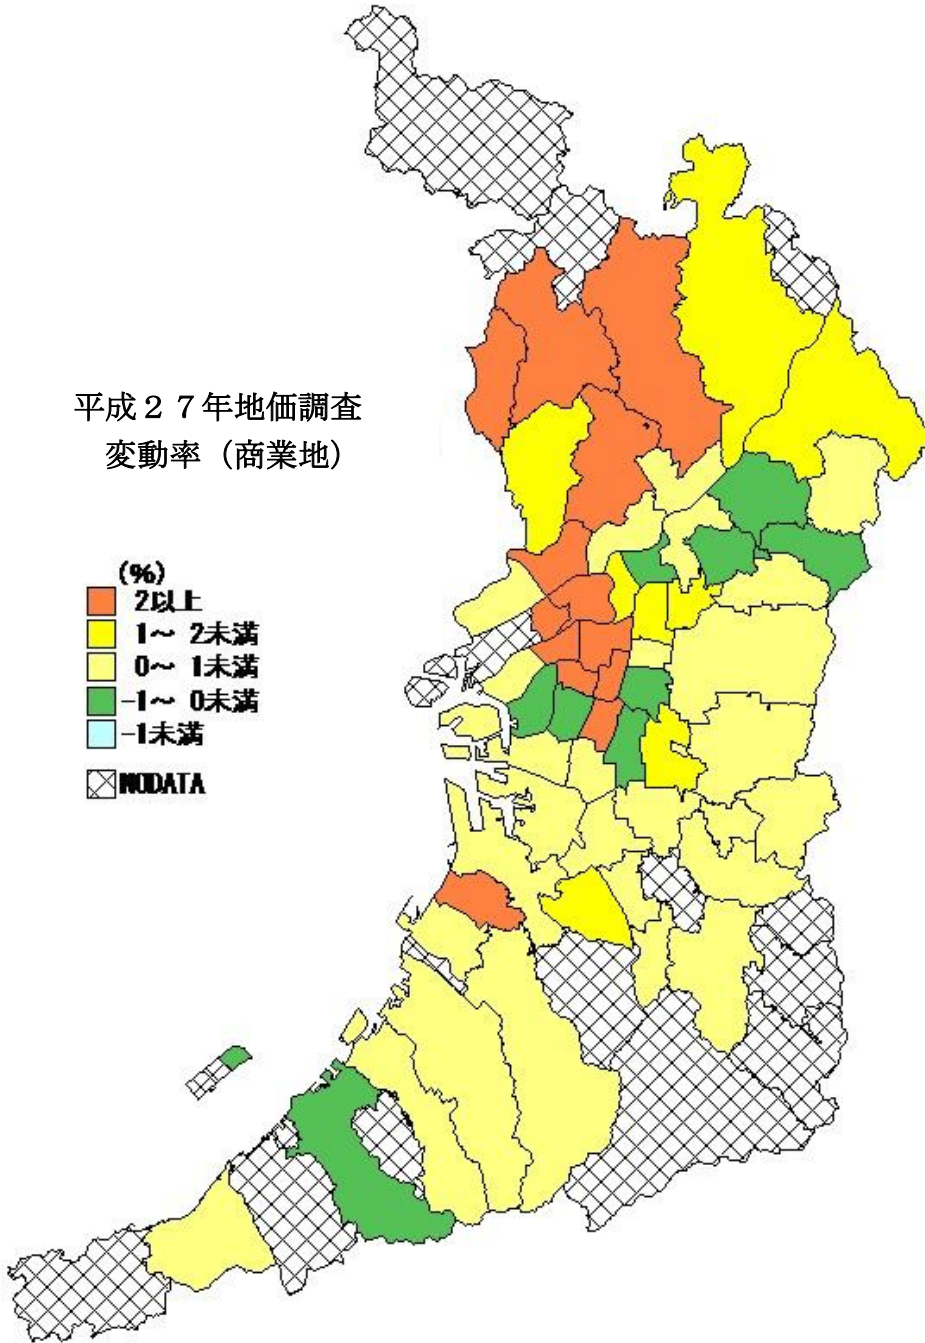 平成２７年地価調査
変動率（商業地）
(%)
2以上
1～ 2未満
0～ 1未満
-1～ 0未満
-1未満
NODATA